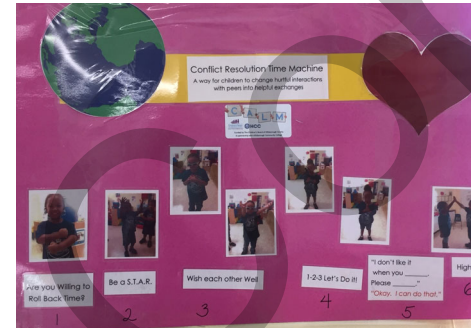 Conflict Resolution Time Machine
A way for children to change hurtful interactions
with peers into helpful exchanges
CALM
Are you Willing to
Roll Back Time?
Be a S.T.A.R.
Wish each other Well
1-2-3 Let's Do it!
"I don't like it
when you ______.
Please ______."
"Okay. I can do that."
High
1
2
3
4
5
6